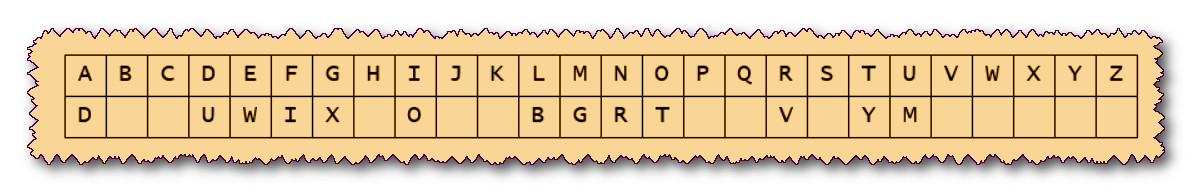 A B C D E F G H I J K L M N O P Q R S T U V W X Y Z
D U W I X O B G R T V Y M